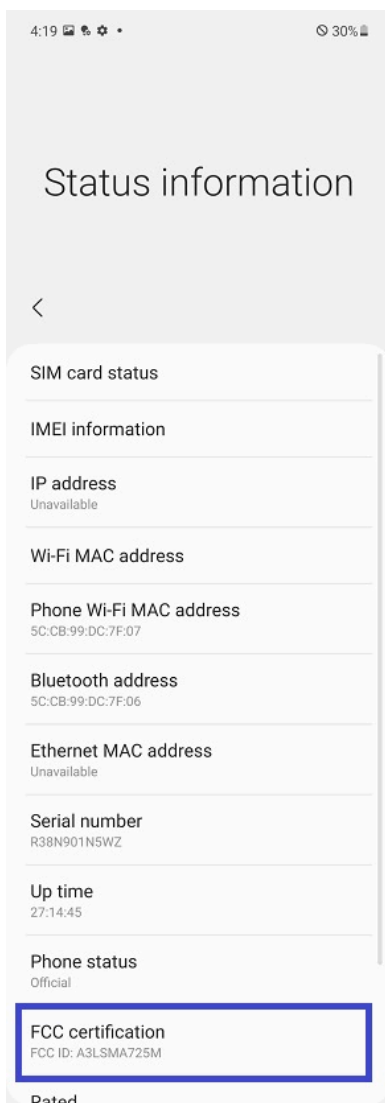 4:19
30%
Status information
SIM card status
IMEI information
IP address
Unavailable
Wi-Fi MAC address
Phone Wi-Fi MAC address
5C:CB:99:DC:7F:07
Bluetooth address
5C:CB:99:DC:7F:06
Ethernet MAC address
Unavailable
Serial number
R38N901N5WZ
Up time
27:14:45
Phone status
Official
FCC certification
FCC ID: A3LSMA725M
Rated